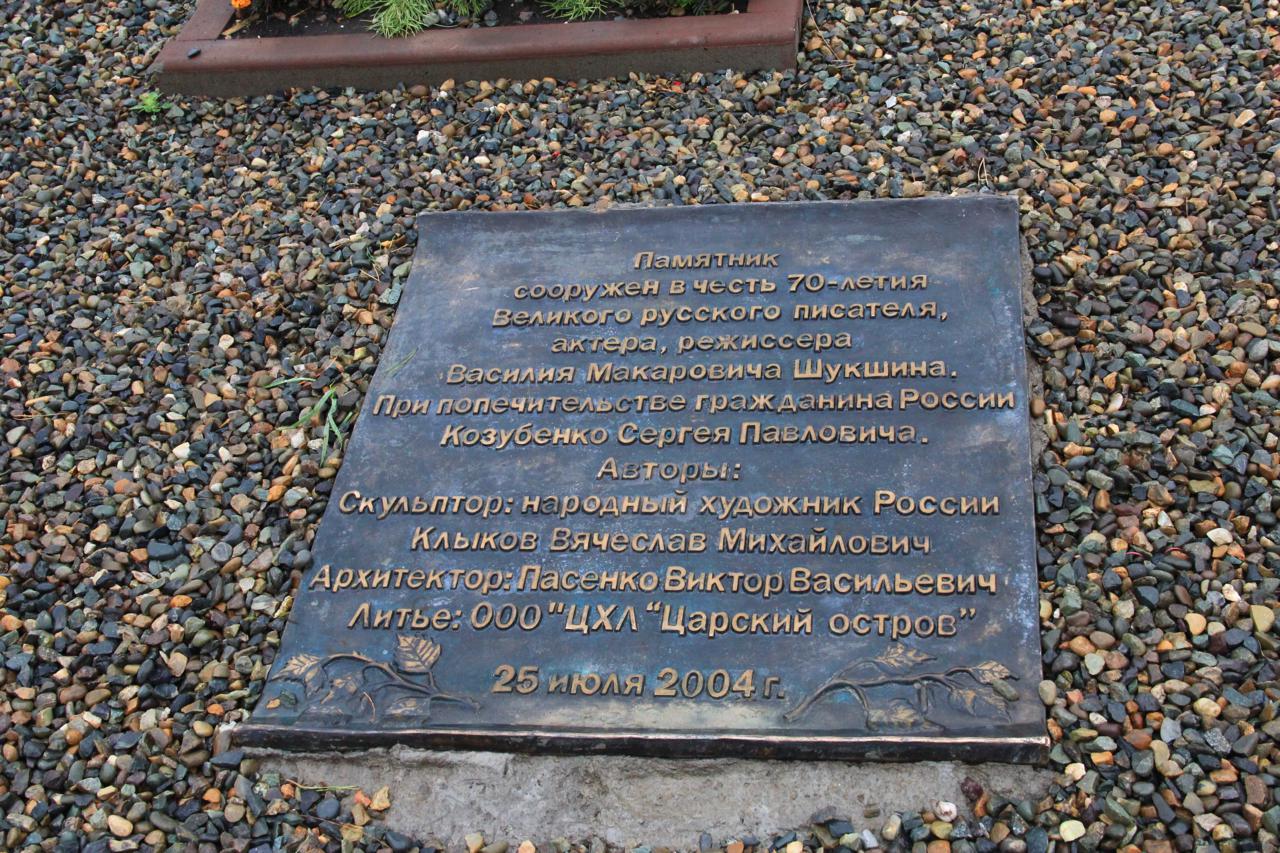 Памятник
сооружен в честь 70-летия
Великого русского писателя,
актера, режиссера
Василия Макаровича Шукшина.
При попечительстве гражданина России
Козубенко Сергея Павловича.
Авторы:
Скульптор: народный художник России
Клыков Вячеслав Михайлович
Архитектор: Пасенко Виктор Васильевич
Литье: ООО "ЦХЛ “Царский остров”
25 июля 2004 г.